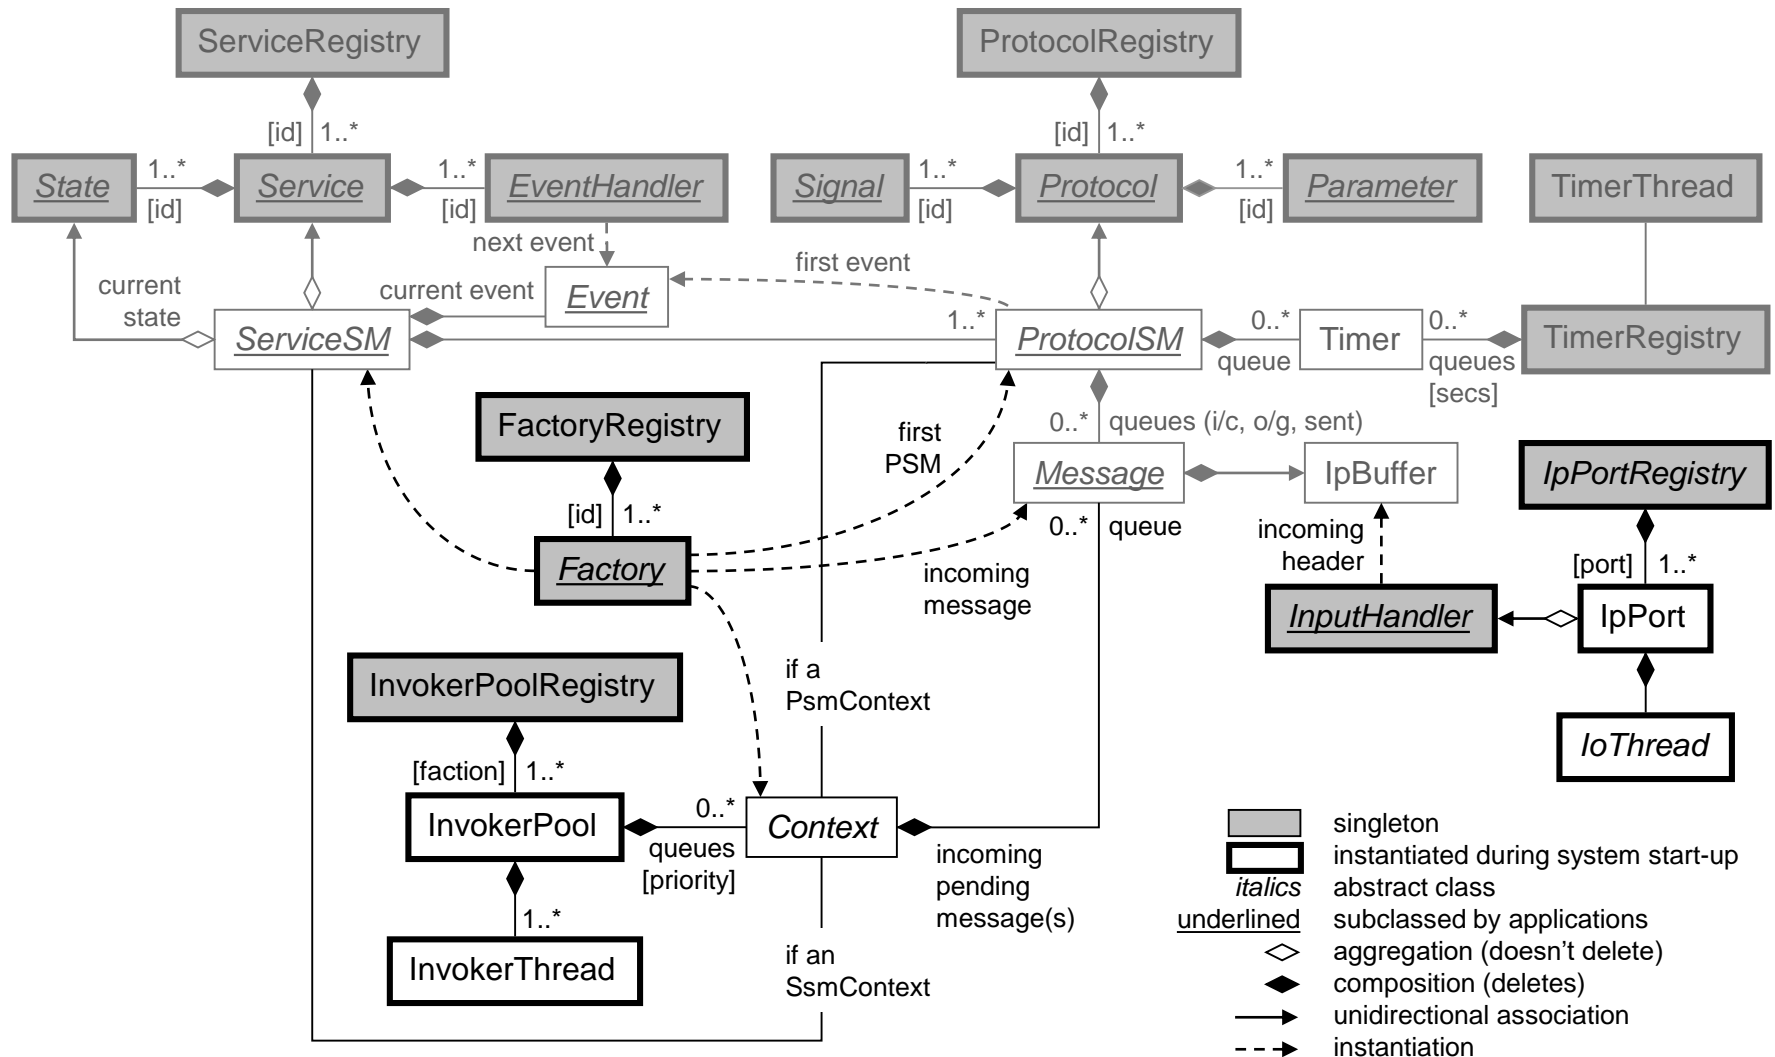 ServiceRegistry
ProtocolRegistry
[id] 1..*
[id] 1..*
State
1..*
[id]
Service
1..*
[id]
EventHandler
Signal
1..*
[id]
Protocol
1..*
[id]
Parameter
TimerThread
next event
first event
current
state
current event
Event
ServiceSM
1..*
ProtocolSM
0..*
queue
Timer
0..*
queues
[secs]
TimerRegistry
FactoryRegistry
first
PSM
0..* queues (i/c, o/g, sent)
Message
IpBuffer
IpPortRegistry
[id] 1..*
0..* queue
incoming
header
[port] 1..*
Factory
incoming
message
InputHandler
IpPort
if a
PsmContext
InvokerPoolRegistry
IoThread
[faction] 1..*
InvokerPool
0..*
queues
[priority]
Context
incoming
pending
message(s)
1..*
InvokerThread
if an
SsmContext
singleton
instantiated during system start-up
italics abstract class
underlined subclassed by applications
aggregation (doesn't delete)
composition (deletes)
unidirectional association
instantiation